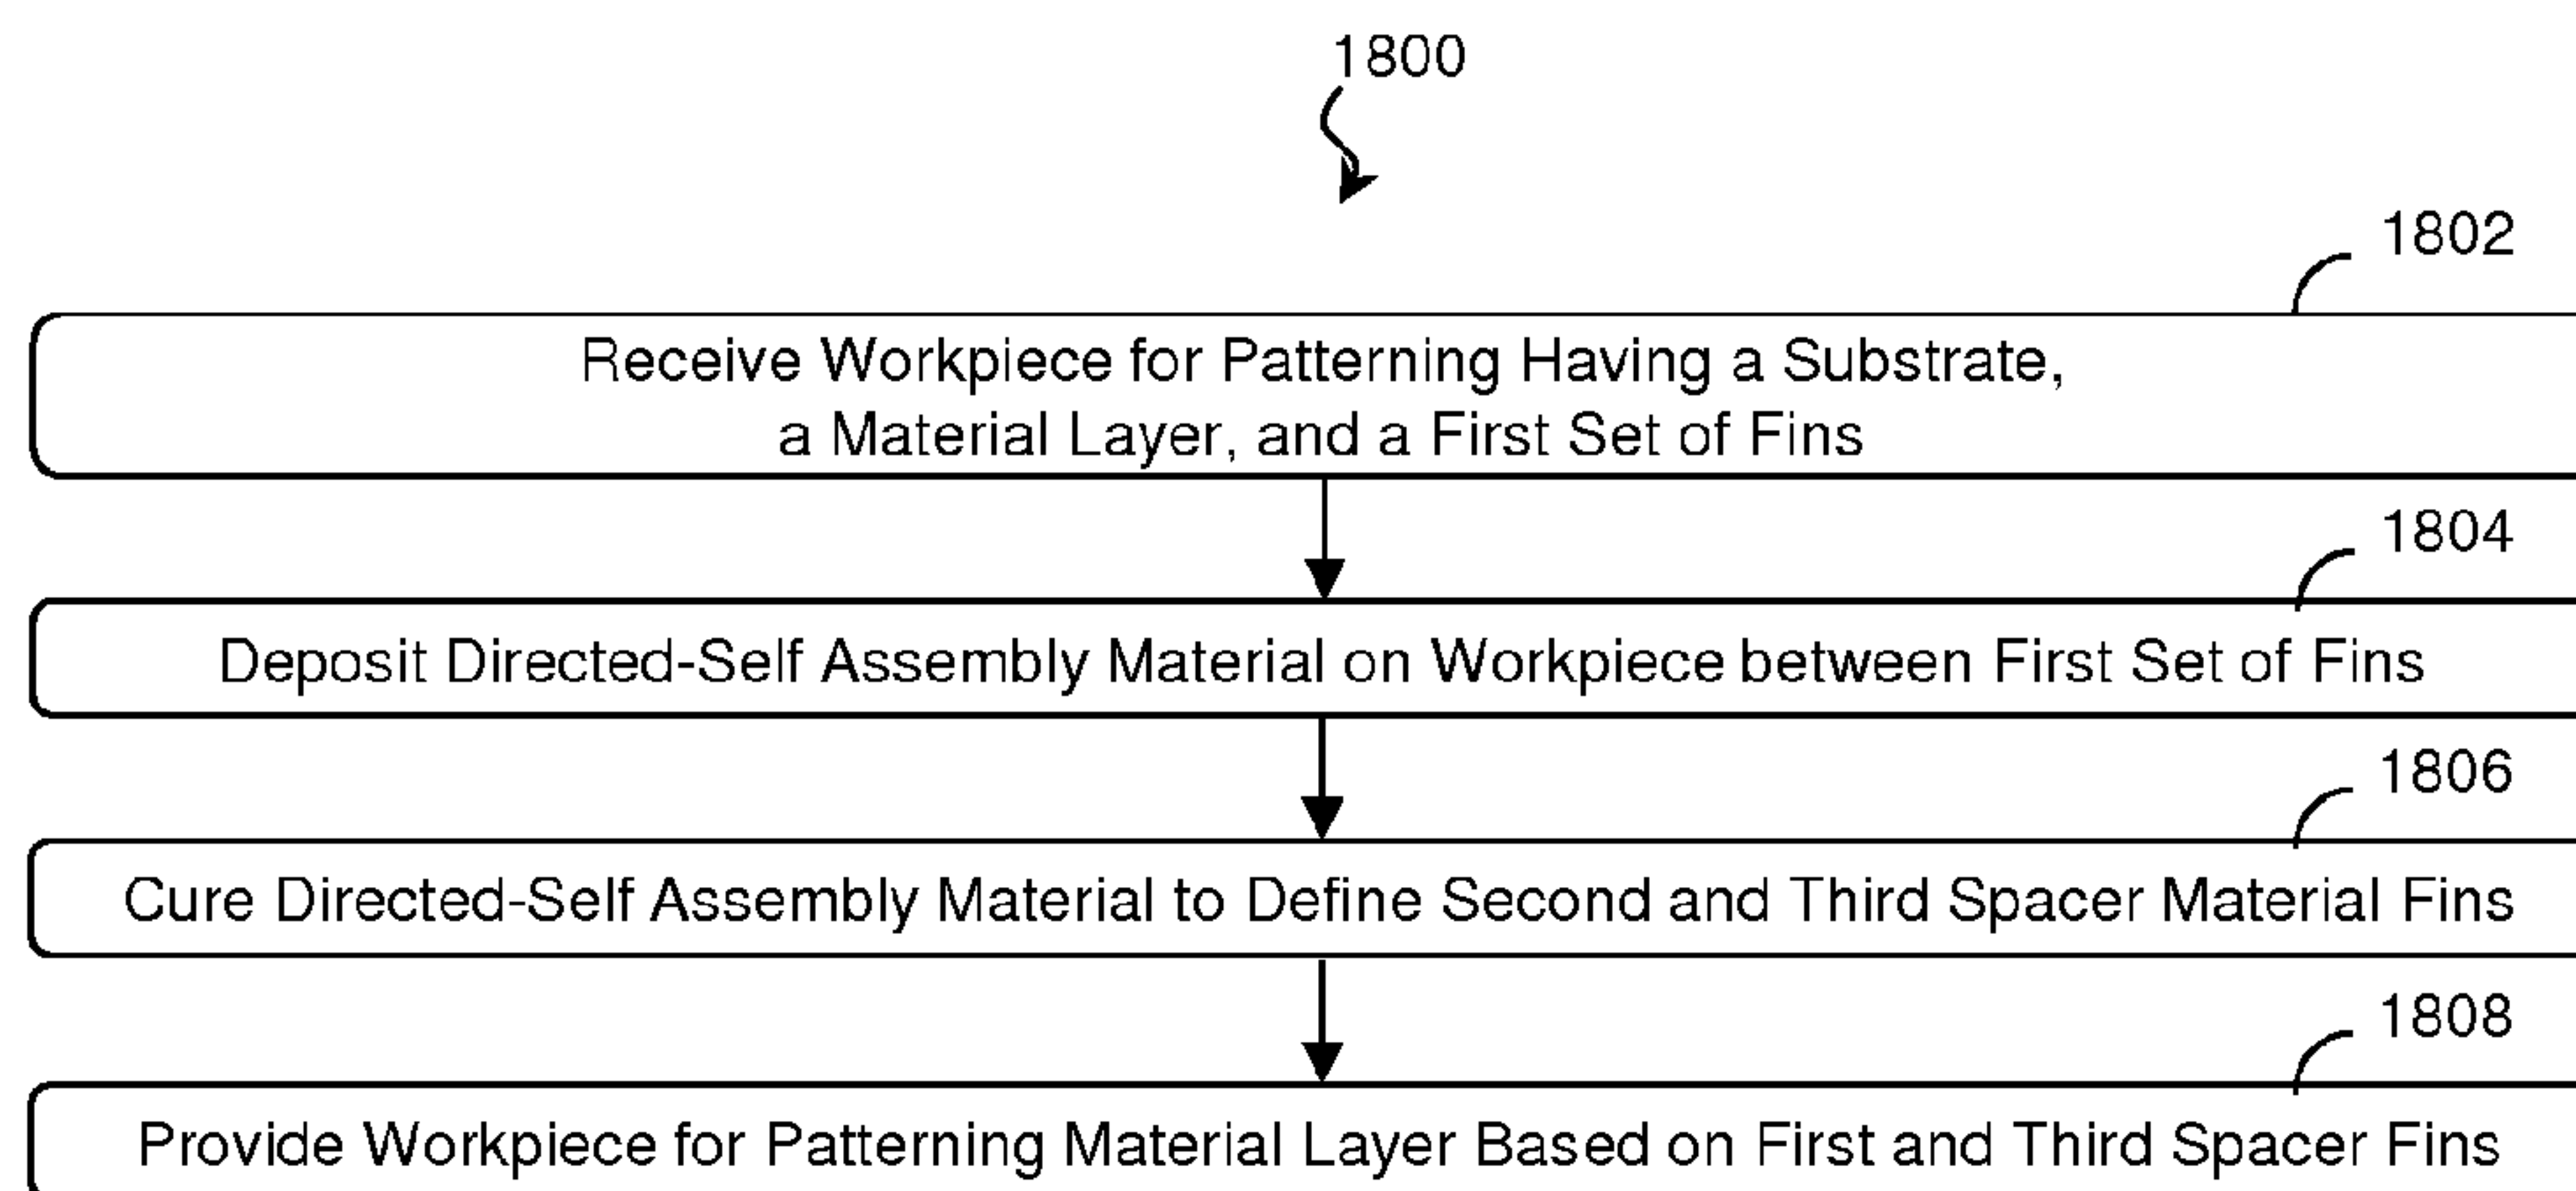 1800
1802
Receive Workpiece for Patterning Having a Substrate,
a Material Layer, and a First Set of Fins
1804
Deposit Directed-Self Assembly Material on Workpiece between First Set of Fins
1806
Cure Directed-Self Assembly Material to Define Second and Third Spacer Material Fins
1808
Provide Workpiece for Patterning Material Layer Based on First and Third Spacer Fins